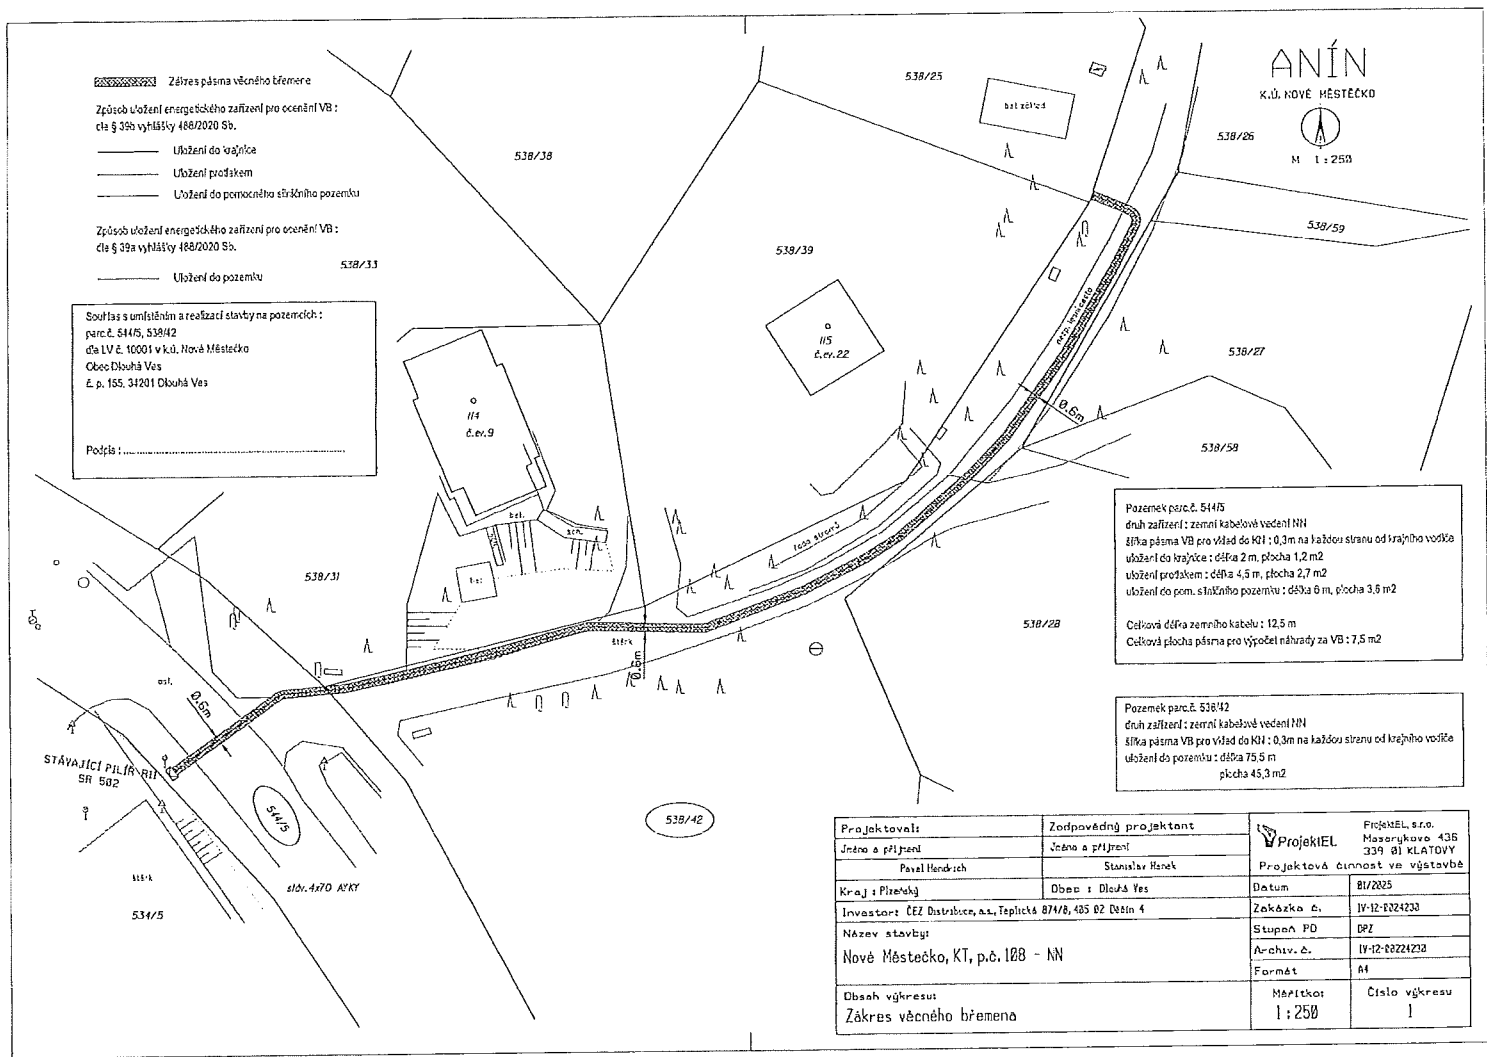 ANÍN
K.Ú. NOVÉ MĚSTEČKO
M 1:250
Zákres pásma věcného břemene
Způsob uložení energetického zařízení pro ocenění VB :
dle § 39b vyhlášky 488/2020 Sb.
Uložení do krajnice
Uložení protlakem
Uložení do pomocného silničního pozemku
Způsob uložení energetického zařízení pro ocenění VB :
dle § 39a vyhlášky 488/2020 Sb.
Uložení do pozemku
Souhlas s umístěním a realizací stavby na pozemcích :
parc.č. 544/5, 538/42
dle LV č. 10001 v k.ú. Nové Městečko
Obec Dlouhá Ves
č. p. 155, 34201 Dlouhá Ves
Podpis :
538/25
538/26
538/38
538/59
538/39
538/33
538/27
538/58
538/31
538/28
538/42
544/5
534/5
115
č.ev.22
114
č.ev.9
nezp. lesní cesta
řada stromů
0.6m
0.6m
0.6m
bet.
sch.
štěrk
asf.
STÁVAJÍCÍ PILÍŘ
SR 502
štěrk
stáv. 4x70 AYKY
Pozemek parc.č. 544/5
druh zařízení : zemní kabelové vedení NN
šířka pásma VB pro vklad do KN : 0,3m na každou stranu od krajního vodiče
uložení do krajnice : délka 2 m, plocha 1,2 m2
uložení protlakem : délka 4,5 m, plocha 2,7 m2
uložení do pom. silničního pozemku : délka 6 m, plocha 3,6 m2
Celková délka zemního kabelu : 12,5 m
Celková plocha pásma pro výpočet náhrady za VB : 7,5 m2
Pozemek parc.č. 538/42
druh zařízení : zemní kabelové vedení NN
šířka pásma VB pro vklad do KN : 0,3m na každou stranu od krajního vodiče
uložení do pozemku : délka 75,5 m
plocha 45,3 m2
Projektoval:
Zodpovědný projektant
Jméno a příjmení
Jméno a příjmení
Pavel Hendrich
Stanislav Hanek
Kraj : Plzeňský
Obec : Dlouhá Ves
Investor: ČEZ Distribuce, a.s., Teplická 874/8, 405 02 Děčín 4
Název stavby:
Nové Městečko, KT, p.č. 108 - NN
Obsah výkresu:
Zákres věcného břemena
ProjektEL
ProjektEL, s.r.o.
Masarykova 436
339 01 KLATOVY
Projektová činnost ve výstavbě
Datum 01/2025
Zakázka č.
Stupeň PD DPZ
Archiv. č.
Formát A4
Měřítko: 1:250
Číslo výkresu 1